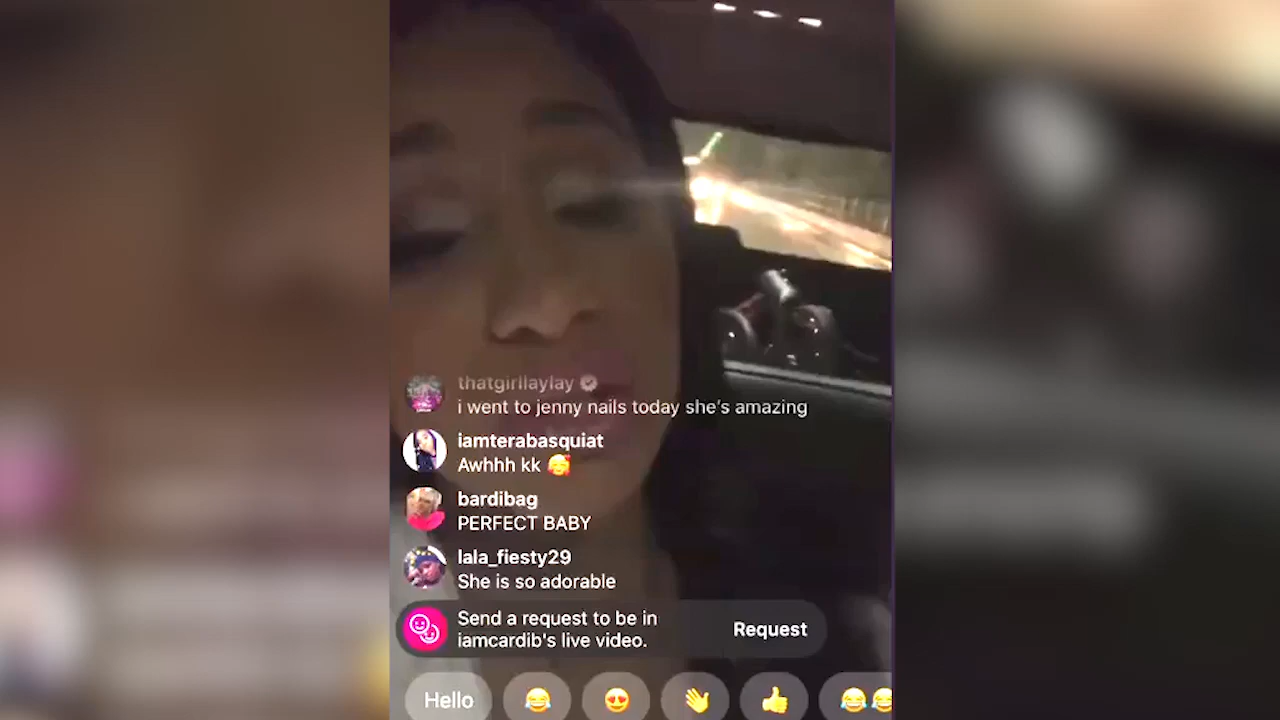 thatgirllaylay
i went to jenny nails today she's amazing
iamterabasquiat
Awhhh kk 🥰
bardibag
PERFECT BABY
lala_fiesty29
She is so adorable
Send a request to be in
iamcardib's live video.
Request
Hello 😂 😍 👋 👍 😂😂